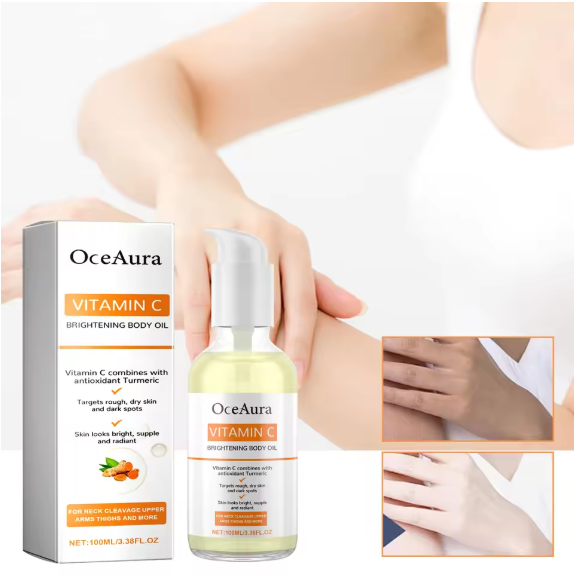 OceAura
VITAMIN C
BRIGHTENING BODY OIL
Vitamin C combines with
antioxidant Turmeric
Targets rough, dry skin
and dark spots
Skin looks bright, supple
and radiant
FOR NECK CLEAVAGE UPPER
ARMS THIGHS AND MORE
NET:100ML/3.38FL.OZ
OceAura
VITAMIN C
BRIGHTENING BODY OIL
Vitamin C combines with
antioxidant Turmeric
Targets rough, dry skin
and dark spots
Skin looks bright, supple
and radiant
FOR NECK CLEAVAGE UPPER
ARMS THIGHS AND MORE
NET:100ML/3.38FL.OZ